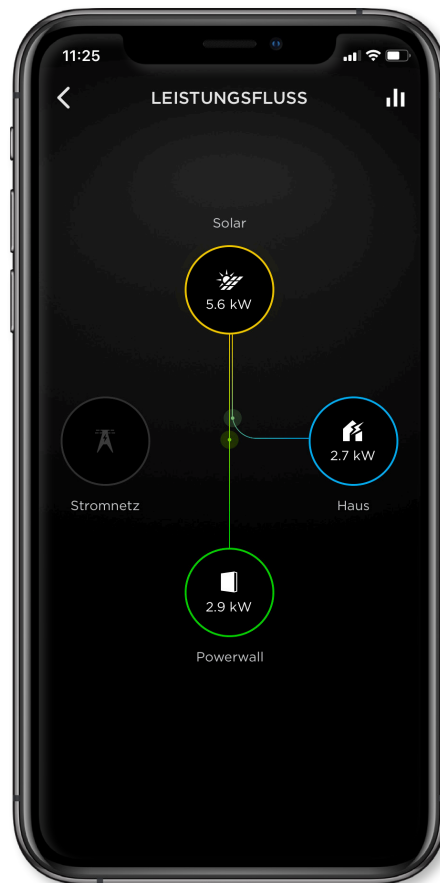 11:25
LEISTUNGSFLUSS
Solar
5.6 kW
2.7 kW
Stromnetz
Haus
2.9 kW
Powerwall